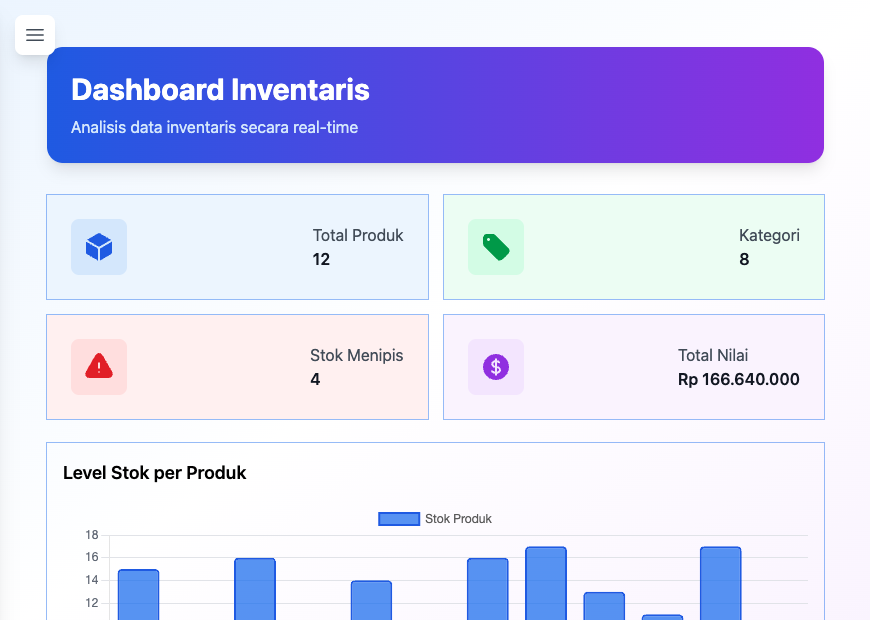 Dashboard Inventaris
Analisis data inventaris secara real-time
Total Produk
12
Kategori
8
Stok Menipis
4
Total Nilai
Rp 166.640.000
Level Stok per Produk
Stok Produk
18
16
14
12